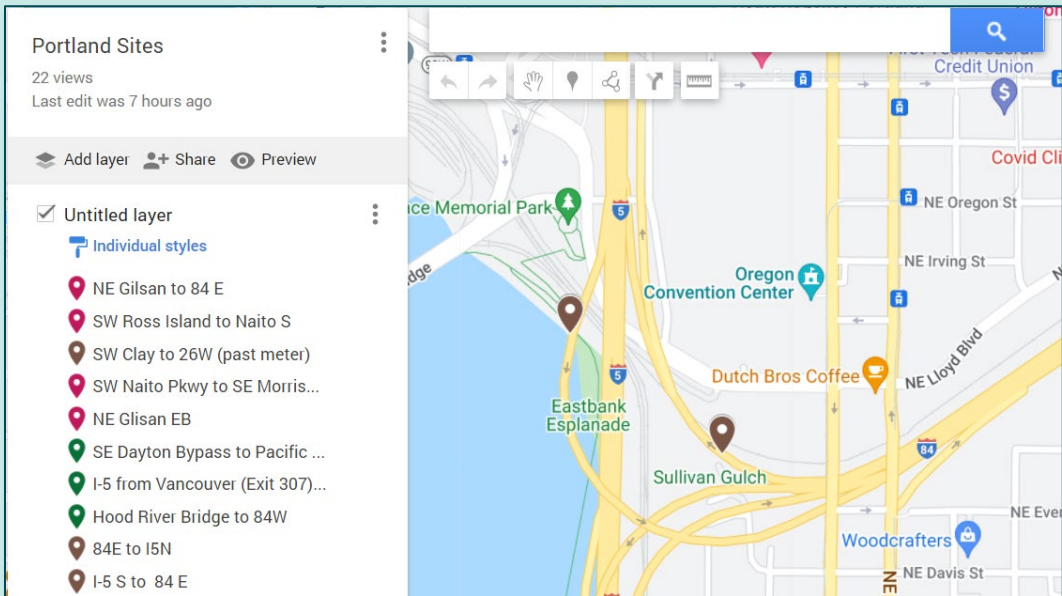 Portland Sites
22 views
Last edit was 7 hours ago
Add layer
Share
Preview
Untitled layer
Individual styles
NE Gilsan to 84 E
SW Ross Island to Naito S
SW Clay to 26W (past meter)
SW Naito Pkwy to SE Morris...
NE Glisan EB
SE Dayton Bypass to Pacific ...
I-5 from Vancouver (Exit 307)...
Hood River Bridge to 84W
84E to I5N
I-5 S to 84 E
Credit Union
Covid Cli
ace Memorial Park
5
NE Oregon St
NE Irving St
Oregon
Convention Center
dge
5
Dutch Bros Coffee
NE Lloyd Blvd
Eastbank
Esplanade
84
Sullivan Gulch
NE Ever
Woodcrafters
NE Davis St
NE